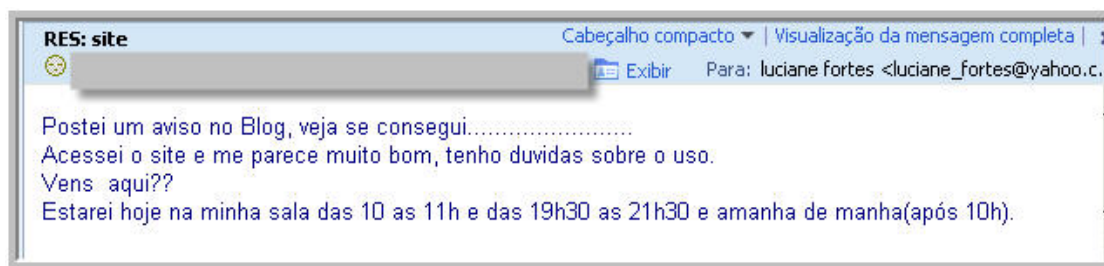 RES: site
Cabeçalho compacto ▼ | Visualização da mensagem completa |
Exibir Para: luciane fortes <luciane_fortes@yahoo.c.
Postei um aviso no Blog, veja se consegui........................
Acessei o site e me parece muito bom, tenho duvidas sobre o uso.
Vens aqui??
Estarei hoje na minha sala das 10 as 11h e das 19h30 as 21h30 e amanha de manha(após 10h).